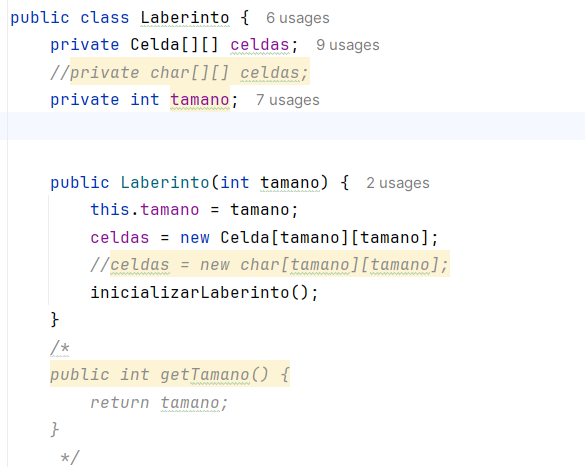 public class Laberinto {  6 usages
    private Celda[][] celdas;  9 usages
    //private char[][] celdas;
    private int tamano;  7 usages
    public Laberinto(int tamano) {  2 usages
        this.tamano = tamano;
        celdas = new Celda[tamano][tamano];
        //celdas = new char[tamano][tamano];
        inicializarLaberinto();
    }
    /*
    public int getTamano() {
        return tamano;
    }
     */